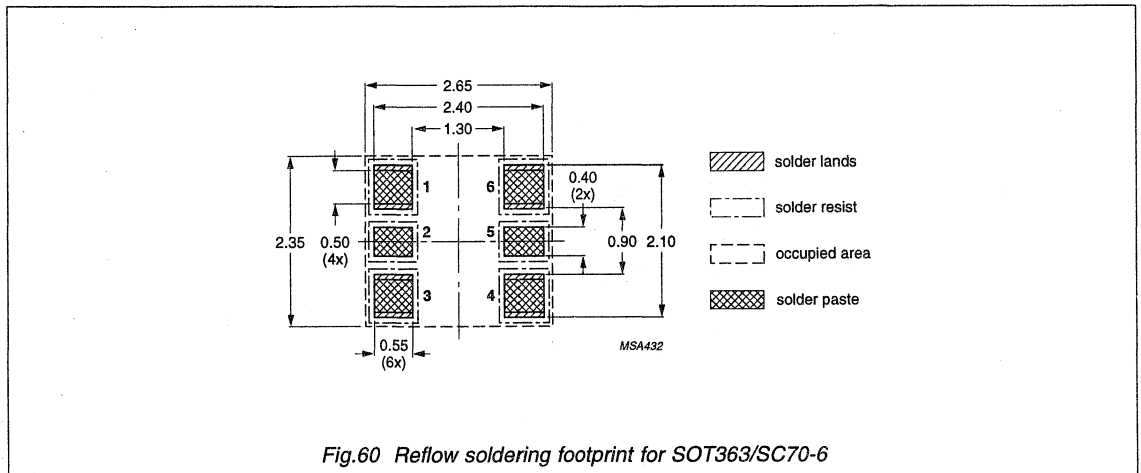 2.65
2.40
1.30
1 6
0.40
(2x)
2 5
2.35 0.50
(4x)
0.90 2.10
3 4
0.55
(6x)
MSA432
solder lands
solder resist
occupied area
solder paste
Fig.60 Reflow soldering footprint for SOT363/SC70-6